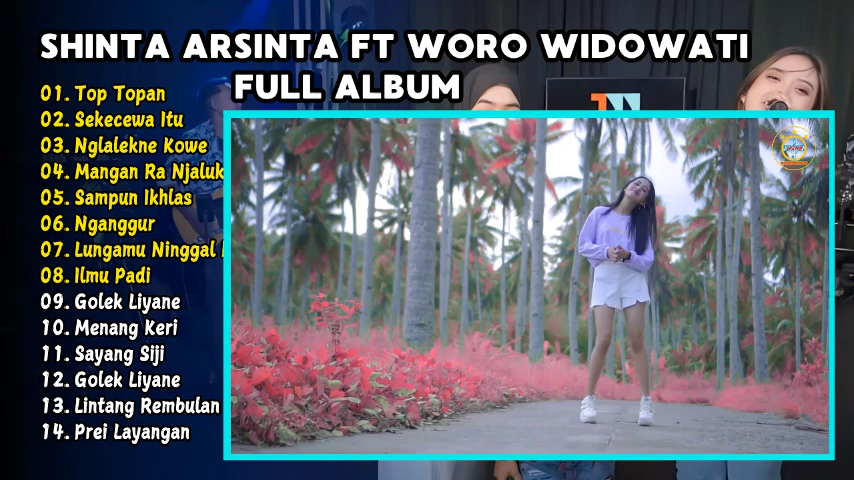 SHINTA ARSINTA FT WORO WIDOWATI
FULL ALBUM
01. Top Topan
02. Sekecewa Itu
03. Nglalekne Kowe
04. Mangan Ra Njaluk
05. Sampun Ikhlas
06. Nganggur
07. Lungamu Ninggal
08. Ilmu Padi
09. Golek Liyane
10. Menang Keri
11. Sayang Siji
12. Golek Liyane
13. Lintang Rembulan
14. Prei Layangan